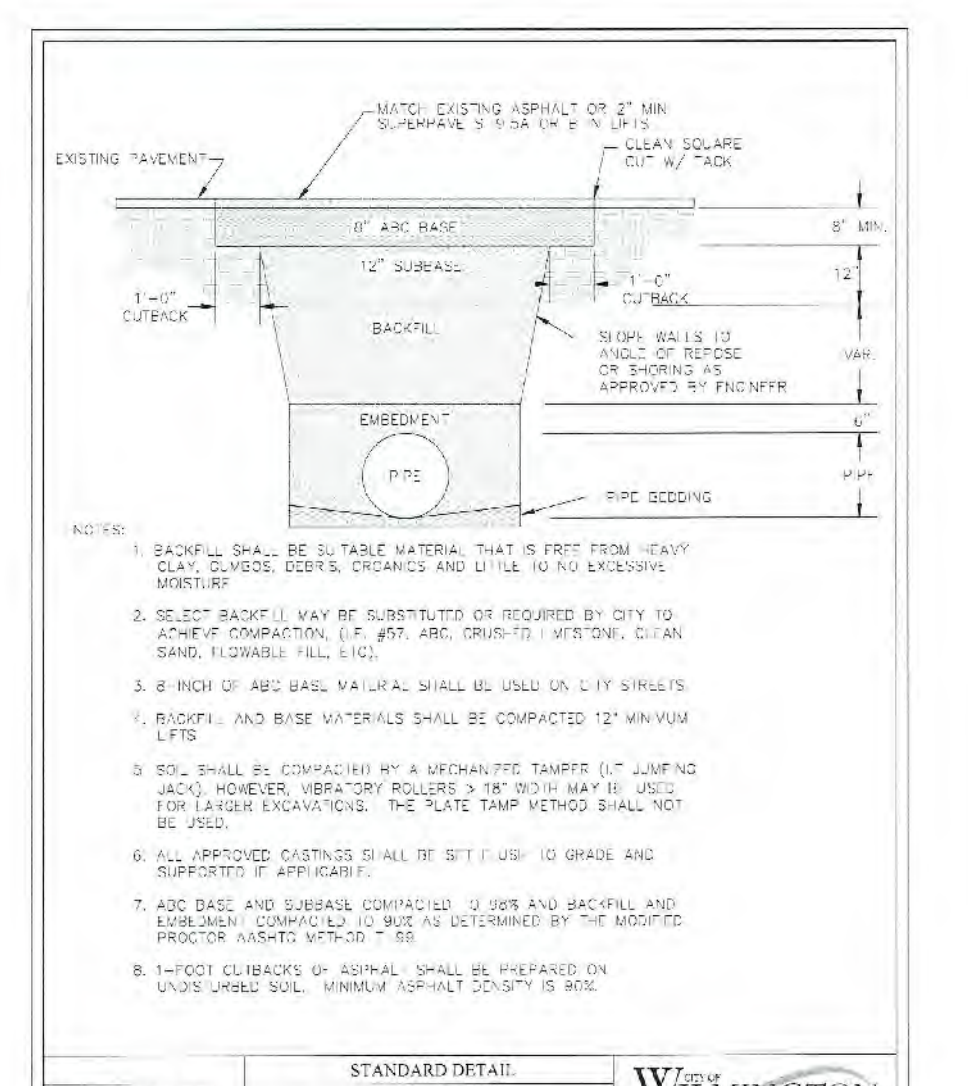 MATCH EXISTING ASPHALT OR 2" MIN
SUPERPAVE S 9.5A OR B IN LIFTS
CLEAN SQUARE
CUT W/ TACK
EXISTING PAVEMENT
8" ABC BASE
8" MIN.
12" SUBBASE
12"
1'-0"
CUTBACK
1'-0"
CUTBACK
BACKFILL
SLOPE WALLS TO
ANGLE OF REPOSE
OR SHORING AS
APPROVED BY ENGINEER
VAR.
EMBEDMENT
6"
PIPE
PIPE
PIPE BEDDING
NOTES:
1. BACKFILL SHALL BE SUITABLE MATERIAL THAT IS FREE FROM HEAVY
CLAY, GUMBOS, DEBRIS, ORGANICS AND LITTLE TO NO EXCESSIVE
MOISTURE
2. SELECT BACKFILL MAY BE SUBSTITUTED OR REQUIRED BY CITY TO
ACHIEVE COMPACTION, (I.E. #57, ABC, CRUSHED LIMESTONE, CLEAN
SAND, FLOWABLE FILL, ETC).
3. 8-INCH OF ABC BASE MATERIAL SHALL BE USED ON CITY STREETS
4. BACKFILL AND BASE MATERIALS SHALL BE COMPACTED 12" MINIMUM
LIFTS
5. SOIL SHALL BE COMPACTED BY A MECHANIZED TAMPER (I.E JUMPING
JACK). HOWEVER, VIBRATORY ROLLERS > 18" WIDTH MAY BE USED
FOR LARGER EXCAVATIONS. THE PLATE TAMP METHOD SHALL NOT
BE USED.
6. ALL APPROVED CASTINGS SHALL BE SET FLUSH TO GRADE AND
SUPPORTED IF APPLICABLE.
7. ABC BASE AND SUBBASE COMPACTED TO 98% AND BACKFILL AND
EMBEDMENT COMPACTED TO 90% AS DETERMINED BY THE MODIFIED
PROCTOR AASHTO METHOD T 99
8. 1-FOOT CUTBACKS OF ASPHALT SHALL BE PREPARED ON
UNDISTURBED SOIL. MINIMUM ASPHALT DENSITY IS 90%.
STANDARD DETAIL
CITY OF
WILMINGTON